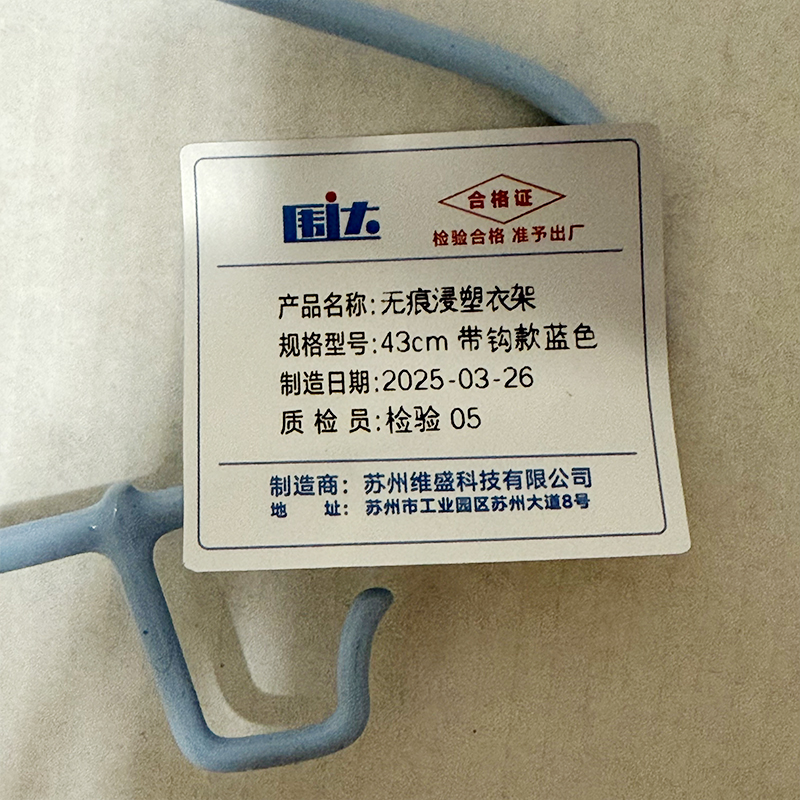 围达
合格证
检验合格 准予出厂
产品名称:无痕浸塑衣架
规格型号:43cm 带钩款蓝色
制造日期:2025-03-26
质 检 员:检验 05
制造商：苏州维盛科技有限公司
地 址：苏州市工业园区苏州大道8号